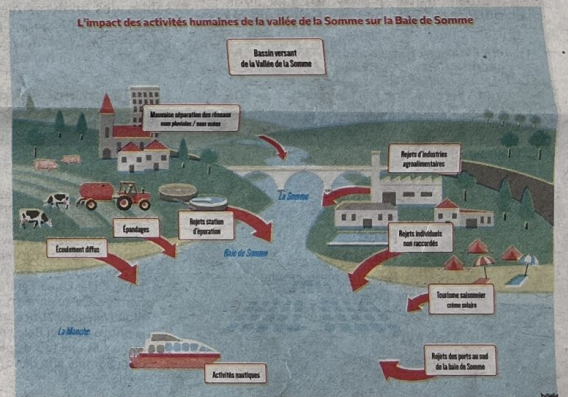 L'impact des activités humaines de la vallée de la Somme sur la Baie de Somme
Bassin versant
de la Vallée de la Somme
Mauvaise séparation des réseaux
eaux pluviales / eaux usées
Rejets d'industries
agroalimentaires
La Somme
Rejets station
d'épuration
Épandages
Rejets individuels
non raccordés
Écoulement diffus
Baie de Somme
Tourisme saisonnier
crème solaire
La Manche
Rejets des ports au sud
de la baie de Somme
Activités nautiques